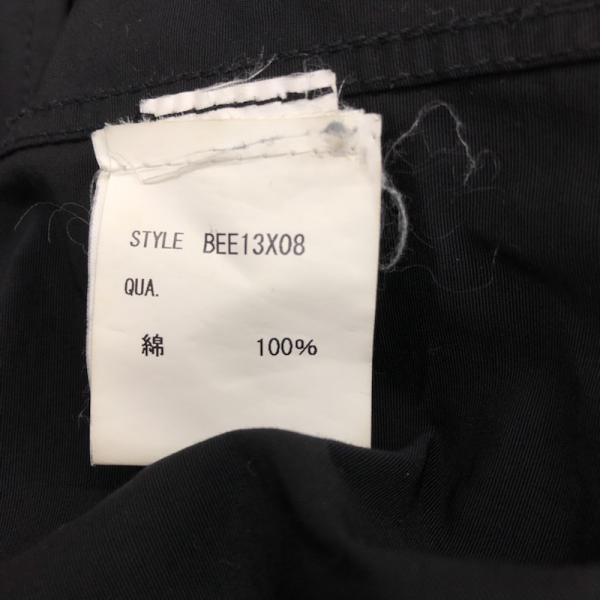 STYLE BEE13X08
QUA.
綿 100%